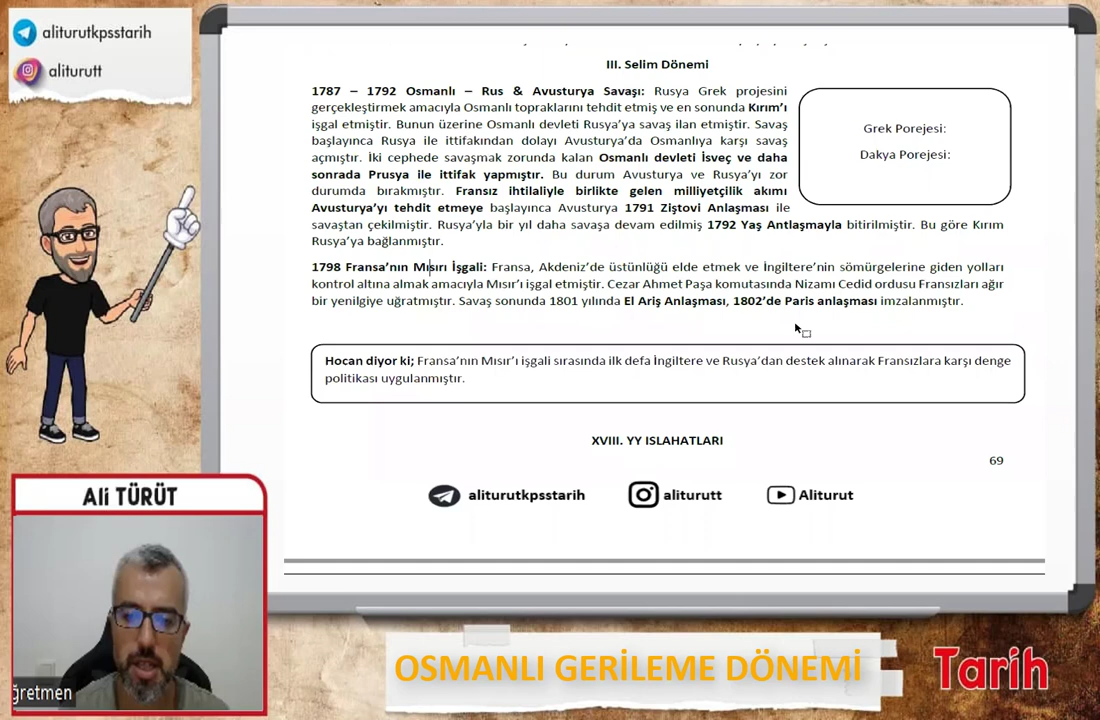 aliturutkpsstarih
aliturutt
III. Selim Dönemi
1787 – 1792 Osmanlı – Rus & Avusturya Savaşı: Rusya Grek projesini
gerçekleştirmek amacıyla Osmanlı topraklarını tehdit etmiş ve en sonunda Kırım’ı
işgal etmiştir. Bunun üzerine Osmanlı devleti Rusya’ya savaş ilan etmiştir. Savaş
başlayınca Rusya ile ittifakından dolayı Avusturya’da Osmanlıya karşı savaş
açmıştır. İki cephede savaşmak zorunda kalan Osmanlı devleti İsveç ve daha
sonrada Prusya ile ittifak yapmıştır. Bu durum Avusturya ve Rusya’yı zor
durumda bırakmıştır. Fransız ihtilaliyle birlikte gelen milliyetçilik akımı
Avusturya’yı tehdit etmeye başlayınca Avusturya 1791 Ziştovi Anlaşması ile
savaştan çekilmiştir. Rusya’yla bir yıl daha savaşa devam edilmiş 1792 Yaş Antlaşmayla bitirilmiştir. Bu göre Kırım
Rusya’ya bağlanmıştır.
Grek Porejesi:
Dakya Porejesi:
1798 Fransa’nın Mısırı İşgali: Fransa, Akdeniz’de üstünlüğü elde etmek ve İngiltere’nin sömürgelerine giden yolları
kontrol altına almak amacıyla Mısır’ı işgal etmiştir. Cezar Ahmet Paşa komutasında Nizamı Cedid ordusu Fransızları ağır
bir yenilgiye uğratmıştır. Savaş sonunda 1801 yılında El Ariş Anlaşması, 1802’de Paris anlaşması imzalanmıştır.
Hocan diyor ki; Fransa’nın Mısır’ı işgali sırasında ilk defa İngiltere ve Rusya’dan destek alınarak Fransızlara karşı denge
politikası uygulanmıştır.
XVIII. YY ISLAHATLARI
69
aliturutkpsstarih aliturutt Aliturut
Ali TÜRÜT
ğretmen
OSMANLI GERİLEME DÖNEMİ
Tarih